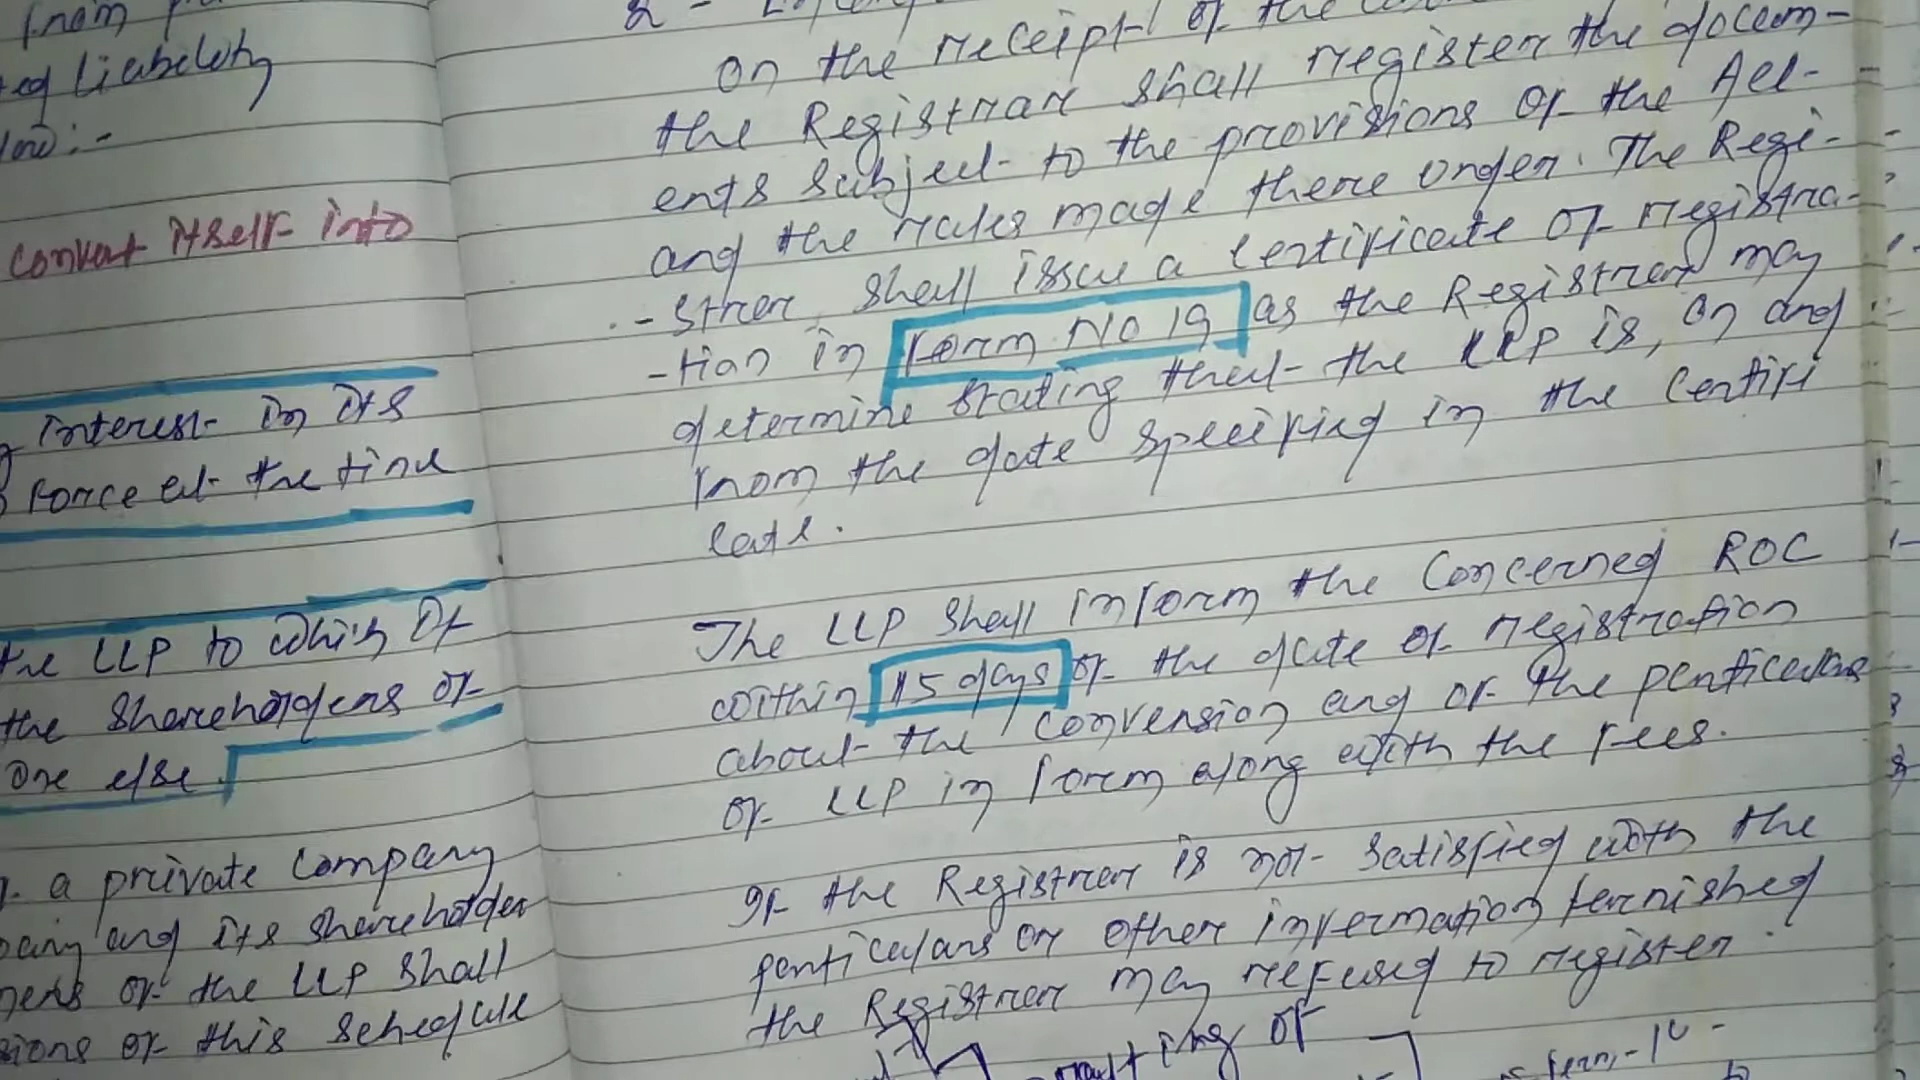 eq liability
convert itself into
interest in its
Force at the time
the LLP to which it
the shareholders or
one else.
a private company
pany and its shareholder
ners of the LLP shall
sions of this schedule
on the receipt of the
the Registrar shall register the docum-
ents subject to the provisions of the Act
and the rules made there under. The Regi-
-strar shall issue a certificate of registra-
-tion in Form No 19 as the Registrar may
determine stating that the LLP is, on and
from the date specified in the certifi
cate.
The LLP shall inform the concerned ROC
within 15 days of the date of registration
about the conversion and of the particulars
of LLP in form along with the fees.
If the Registrar is not satisfied with the
particulars or other information furnished
the Registrar may refused to register.
of